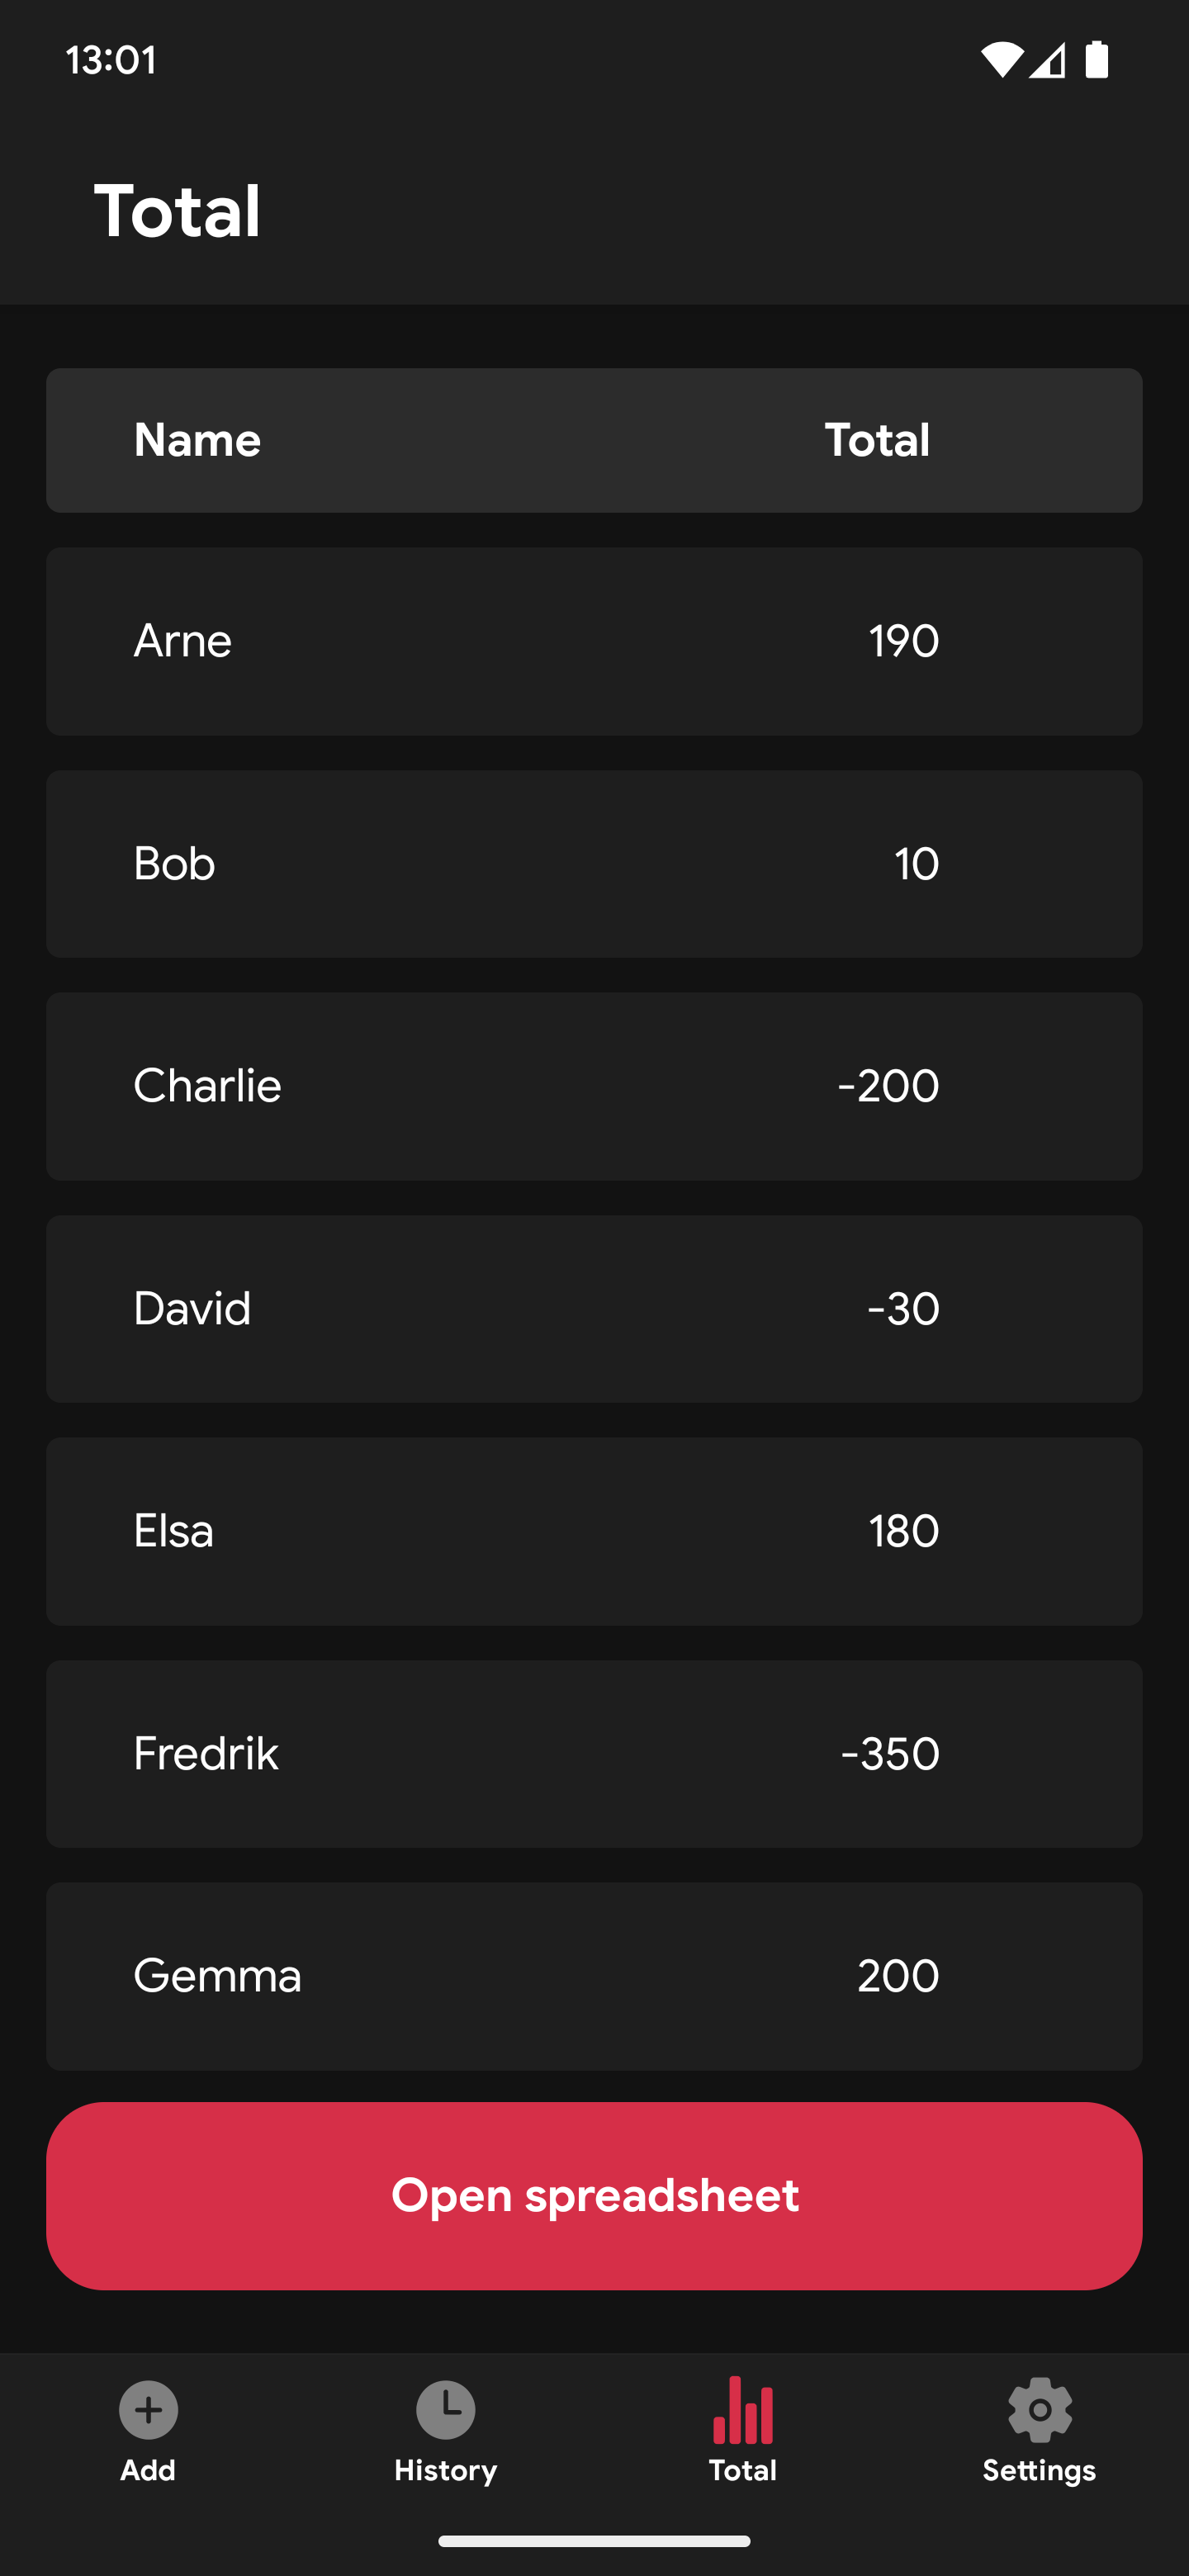 13:01
Total
Name Total
Arne 190
Bob 10
Charlie -200
David -30
Elsa 180
Fredrik -350
Gemma 200
Open spreadsheet
Add History Total Settings